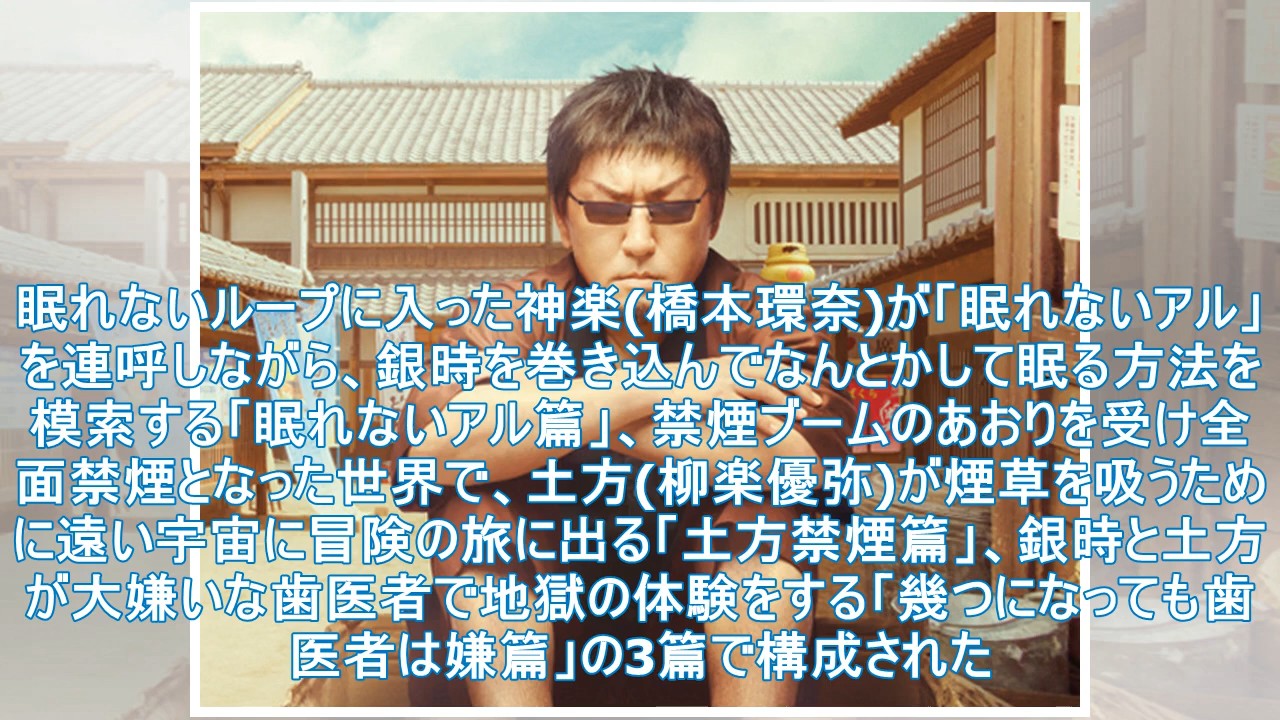 眠れないループに入った神楽(橋本環奈)が「眠れないアル」
を連呼しながら、銀時を巻き込んでなんとかして眠る方法を
模索する「眠れないアル篇」、禁煙ブームのあおりを受け全
面禁煙となった世界で、土方(柳楽優弥)が煙草を吸うため
に遠い宇宙に冒険の旅に出る「土方禁煙篇」、銀時と土方
が大嫌いな歯医者で地獄の体験をする「幾つになっても歯
医者は嫌篇」の3篇で構成された